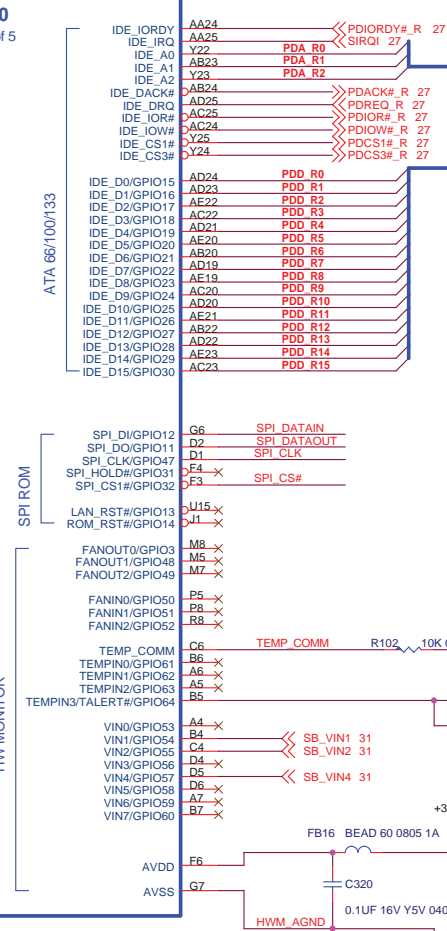 of 5
IDE_IORDY AA24 PDIORDY#_R 27
IDE_IRQ AA25 SIRQI 27
IDE_A0 Y22 PDA_R0
IDE_A1 AB23 PDA_R1
IDE_A2 Y23 PDA_R2
IDE_DACK# AB24 PDACK#_R 27
IDE_DRQ AD25 PDREQ_R 27
IDE_IOR# AC25 PDIOR#_R 27
IDE_IOW# AC24 PDIOW#_R 27
IDE_CS1# Y25 PDCS1#_R 27
IDE_CS3# Y24 PDCS3#_R 27
ATA 66/100/133
IDE_D0/GPIO15 AD24 PDD_R0
IDE_D1/GPIO16 AD23 PDD_R1
IDE_D2/GPIO17 AE22 PDD_R2
IDE_D3/GPIO18 AC22 PDD_R3
IDE_D4/GPIO19 AD21 PDD_R4
IDE_D5/GPIO20 AE20 PDD_R5
IDE_D6/GPIO21 AB20 PDD_R6
IDE_D7/GPIO22 AD19 PDD_R7
IDE_D8/GPIO23 AE19 PDD_R8
IDE_D9/GPIO24 AC20 PDD_R9
IDE_D10/GPIO25 AD20 PDD_R10
IDE_D11/GPIO26 AE21 PDD_R11
IDE_D12/GPIO27 AB22 PDD_R12
IDE_D13/GPIO28 AD22 PDD_R13
IDE_D14/GPIO29 AE23 PDD_R14
IDE_D15/GPIO30 AC23 PDD_R15
SPI ROM
SPI_DI/GPIO12 G6 SPI_DATAIN
SPI_DO/GPIO11 D2 SPI_DATAOUT
SPI_CLK/GPIO47 D1 SPI_CLK
SPI_HOLD#/GPIO31 F4
SPI_CS1#/GPIO32 F3 SPI_CS#
LAN_RST#/GPIO13 U15
ROM_RST#/GPIO14 J1
HW MONITOR
FANOUT0/GPIO3 M8
FANOUT1/GPIO48 M5
FANOUT2/GPIO49 M7
FANIN0/GPIO50 P5
FANIN1/GPIO51 P8
FANIN2/GPIO52 R8
TEMP_COMM C6 TEMP_COMM R102 10K
TEMPIN0/GPIO61 B6
TEMPIN1/GPIO62 A6
TEMPIN2/GPIO63 A5
TEMPIN3/TALERT#/GPIO64 B5
VIN0/GPIO53 A4
VIN1/GPIO54 B4 SB_VIN1 31
VIN2/GPIO55 C4 SB_VIN2 31
VIN3/GPIO56 D4
VIN4/GPIO57 D5 SB_VIN4 31
VIN5/GPIO58 D6
VIN6/GPIO59 A7
VIN7/GPIO60 B7
+3
FB16 BEAD 60 0805 1A
AVDD F6
C320
AVSS G7
0.1UF 16V Y5V 040
HWM_AGND